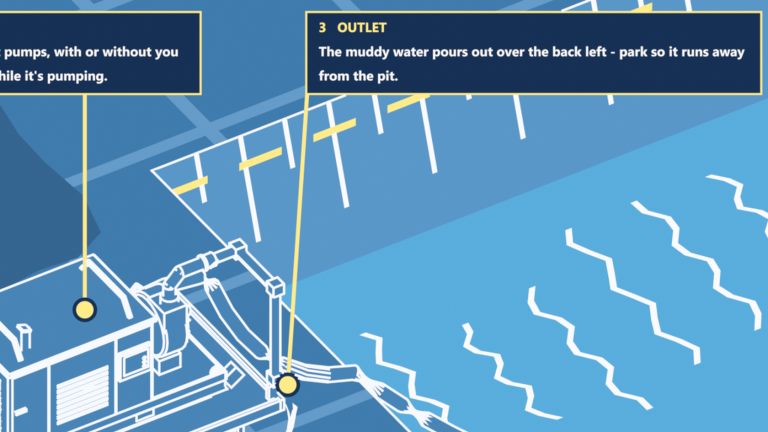 pumps, with or without you
it's pumping.
3 OUTLET
The muddy water pours out over the back left - park so it runs away
from the pit.